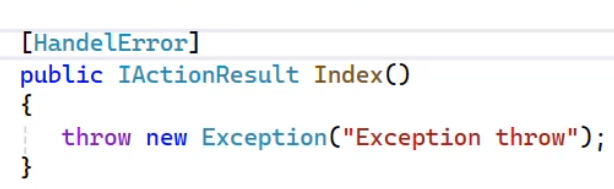 [HandelError]
public IActionResult Index()
{
throw new Exception("Exception throw");
}